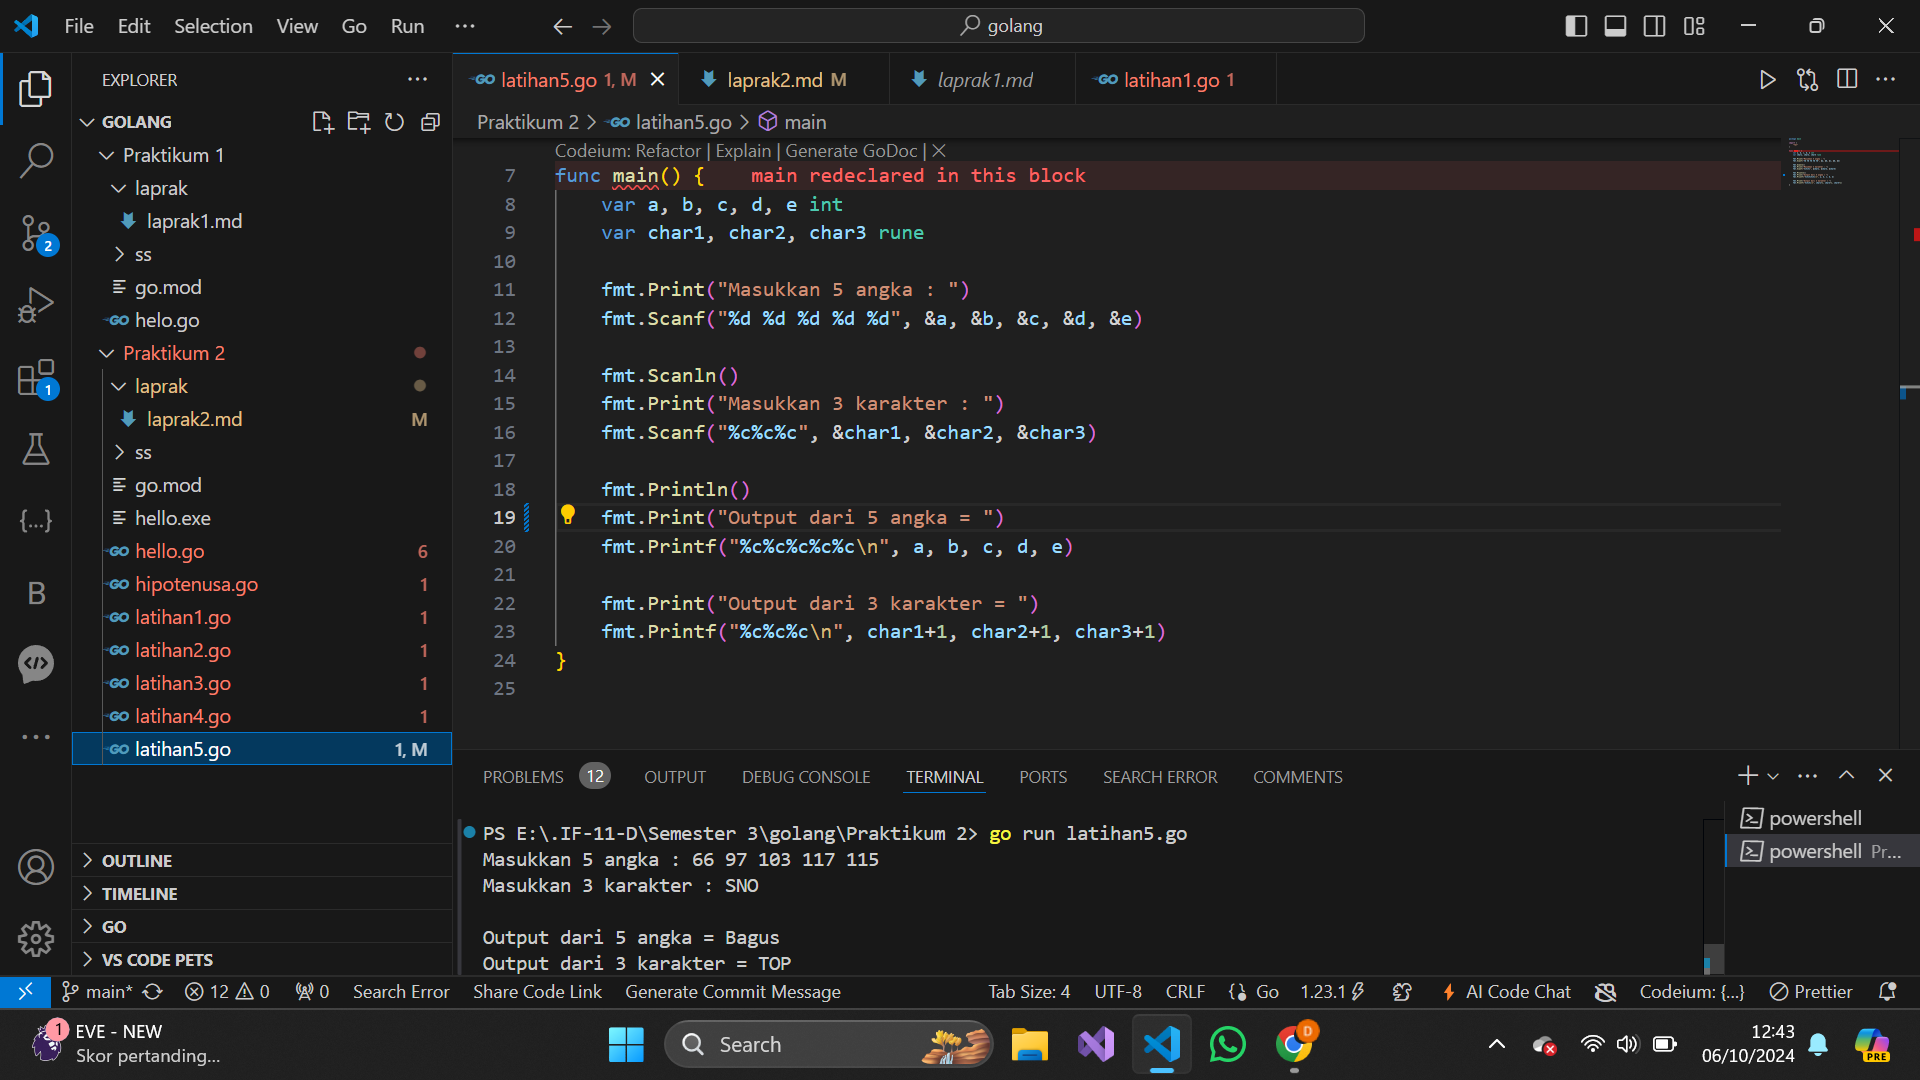 File Edit Selection View Go Run ··· golang
EXPLORER
GOLANG
Praktikum 1
laprak
laprak1.md
ss
go.mod
helo.go
Praktikum 2
laprak
laprak2.md M
ss
go.mod
hello.exe
hello.go 6
hipotenusa.go 1
latihan1.go 1
latihan2.go 1
latihan3.go 1
latihan4.go 1
latihan5.go 1, M
OUTLINE
TIMELINE
GO
VS CODE PETS
2
1
B
latihan5.go 1, M laprak2.md M laprak1.md latihan1.go 1
Praktikum 2 > latihan5.go > main
Codeium: Refactor | Explain | Generate GoDoc | ×
7 func main() { main redeclared in this block
8 var a, b, c, d, e int
9 var char1, char2, char3 rune
10
11 fmt.Print("Masukkan 5 angka : ")
12 fmt.Scanf("%d %d %d %d %d", &a, &b, &c, &d, &e)
13
14 fmt.Scanln()
15 fmt.Print("Masukkan 3 karakter : ")
16 fmt.Scanf("%c%c%c", &char1, &char2, &char3)
17
18 fmt.Println()
19 fmt.Print("Output dari 5 angka = ")
20 fmt.Printf("%c%c%c%c%c\n", a, b, c, d, e)
21
22 fmt.Print("Output dari 3 karakter = ")
23 fmt.Printf("%c%c%c\n", char1+1, char2+1, char3+1)
24 }
25
PROBLEMS 12 OUTPUT DEBUG CONSOLE TERMINAL PORTS SEARCH ERROR COMMENTS
PS E:\.IF-11-D\Semester 3\golang\Praktikum 2> go run latihan5.go
Masukkan 5 angka : 66 97 103 117 115
Masukkan 3 karakter : SNO
Output dari 5 angka = Bagus
Output dari 3 karakter = TOP
powershell
powershell Pr...
main* 12 0 0 Search Error Share Code Link Generate Commit Message Tab Size: 4 UTF-8 CRLF Go 1.23.1 AI Code Chat Codeium: {...} Prettier
1
EVE - NEW
Skor pertanding...
Search
D
12:43
06/10/2024
PRE